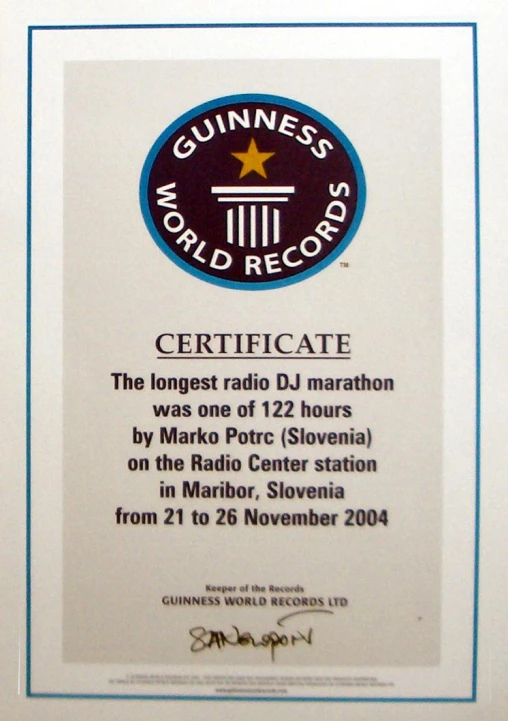 GUINNESS
WORLD RECORDS
TM
CERTIFICATE
The longest radio DJ marathon
was one of 122 hours
by Marko Potrc (Slovenia)
on the Radio Center station
in Maribor, Slovenia
from 21 to 26 November 2004
Keeper of the Records
GUINNESS WORLD RECORDS LTD